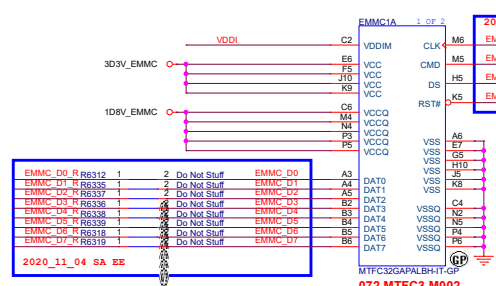 EMMC1A 1 OF 2
VDDI C2 VDDIM CLK M6
3D3V_EMMC E6 VCC CMD M5
F5 VCC
J10 VCC DS H5
K9 VCC RST# K5
1D8V_EMMC C6 VCCQ
M4 VCCQ
N4 VCCQ VSS A6
P3 VCCQ VSS E7
P5 VCCQ VSS G5
VSS H10
VSS J5
VSS K8
EMMC_D0_R R6312 1 2 Do Not Stuff EMMC_D0 A3 DAT0
EMMC_D1_R R6335 1 2 Do Not Stuff EMMC_D1 A4 DAT1
EMMC_D2_R R6337 1 2 Do Not Stuff EMMC_D2 A5 DAT2
EMMC_D3_R R6336 1 2 Do Not Stuff EMMC_D3 B2 DAT3 VSSQ C4
EMMC_D4_R R6338 1 Do Not Stuff EMMC_D4 B3 DAT4 VSSQ N2
EMMC_D5_R R6339 1 Do Not Stuff EMMC_D5 B4 DAT5 VSSQ N5
EMMC_D6_R R6318 1 Do Not Stuff EMMC_D6 B5 DAT6 VSSQ P4
EMMC_D7_R R6319 1 Do Not Stuff EMMC_D7 B6 DAT7 VSSQ P6
2020_11_04 SA EE
GP
MTFC32GAPALBH-IT-GP
072.MTFC3.M002